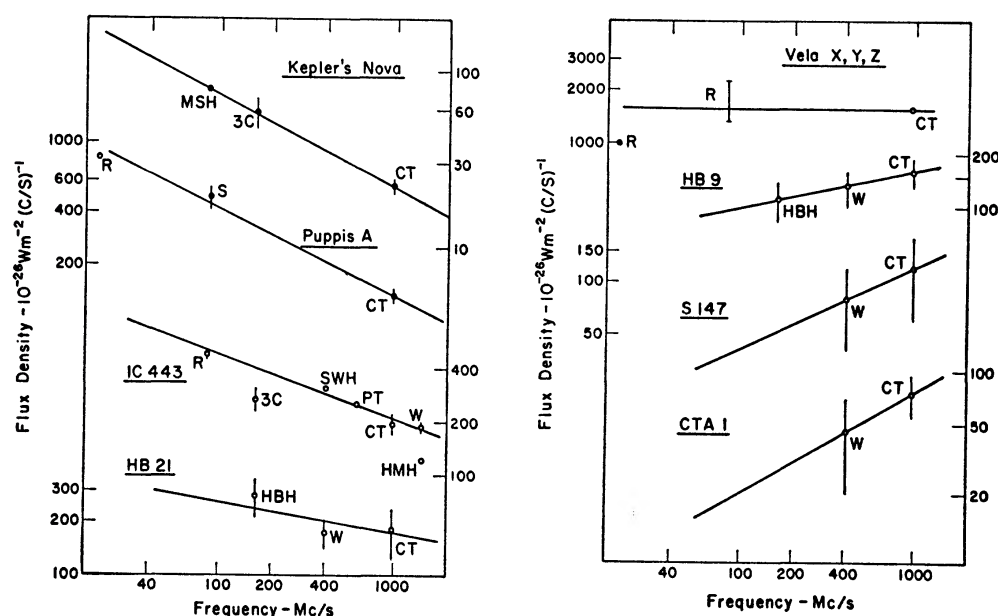 Kepler's Nova
MSH
3C
CT
100
60
30
10
1000
600
400
200
R
S
Puppis A
CT
IC 443
R
3C
SWH
PT
CT
W
HMH
400
300
200
100
HB 21
HBH
W
CT
300
200
100
40 100 200 400 1000
Frequency – Mc/s
Flux Density - 10⁻²⁶Wm⁻² (C/S)⁻¹
Vela X, Y, Z
3000
2000
1000
R
R
CT
200
100
HB 9
HBH
W
CT
150
100
50
S 147
W
CT
CTA 1
W
CT
100
50
20
40 100 200 400 1000
Frequency – Mc/s
Flux Density - 10⁻²⁶Wm⁻² (C/S)⁻¹